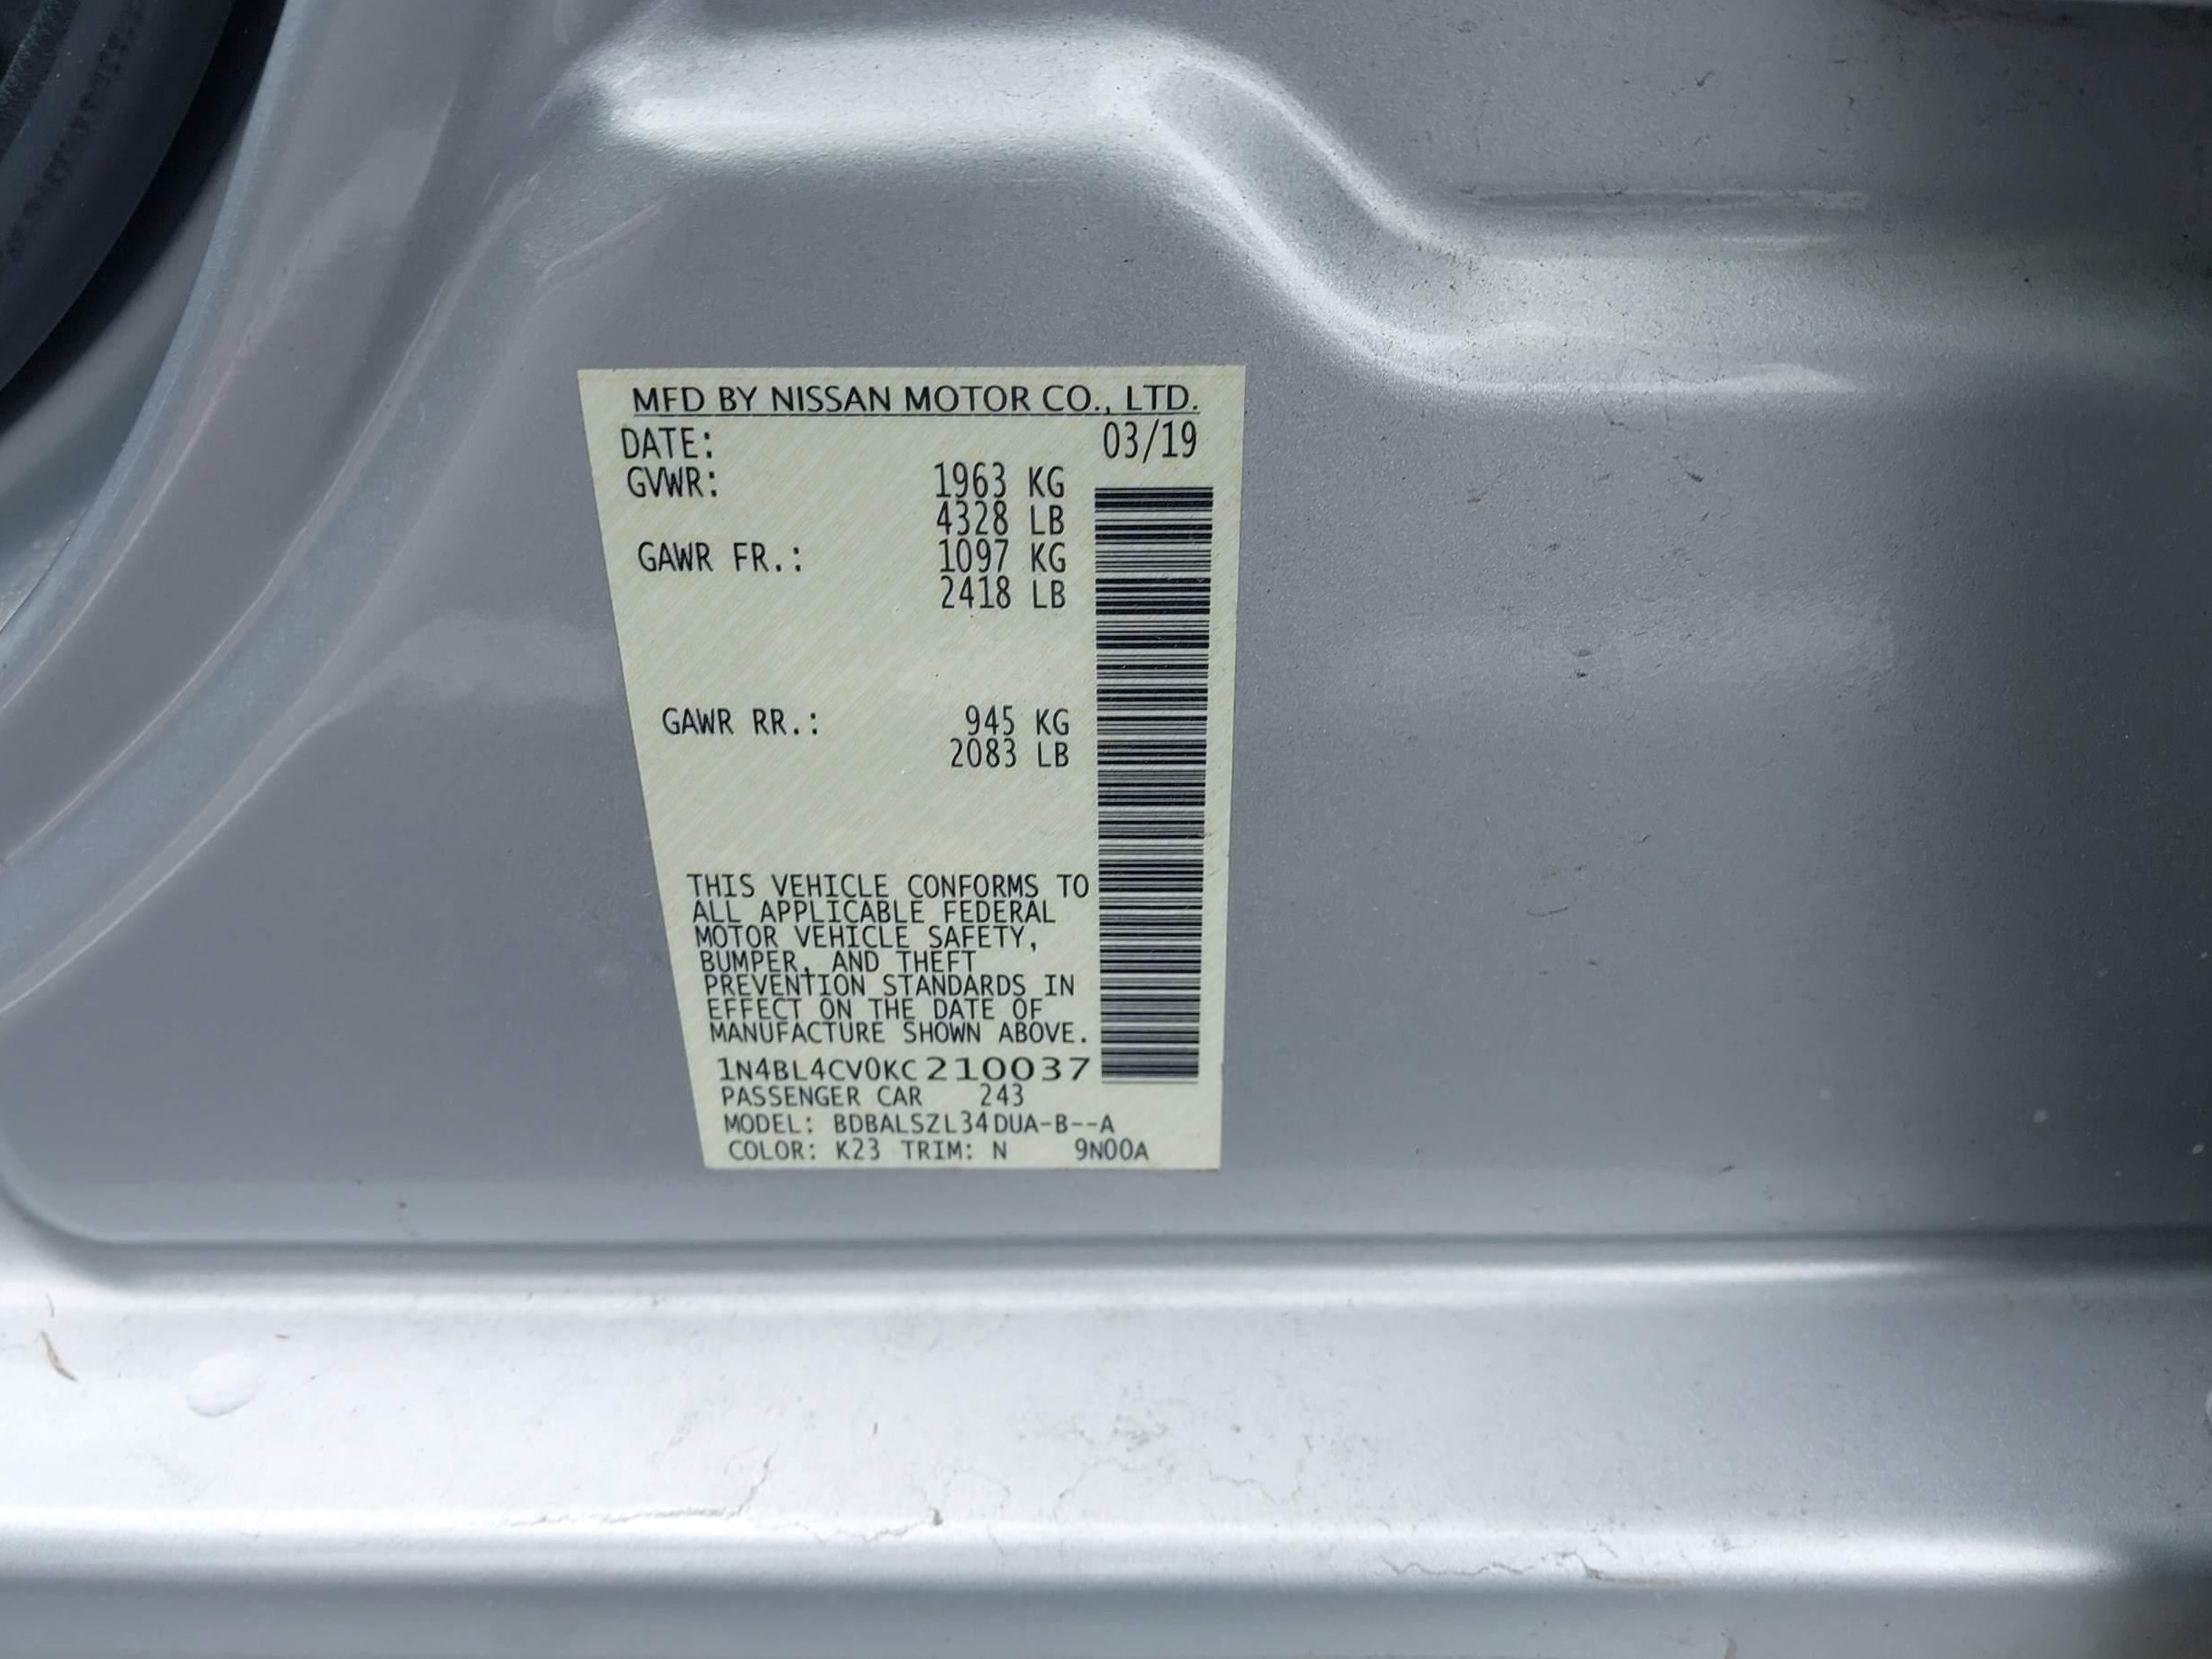 MFD BY NISSAN MOTOR CO., LTD.
DATE: 03/19
GVWR: 1963 KG
4328 LB
GAWR FR.: 1097 KG
2418 LB
GAWR RR.: 945 KG
2083 LB
THIS VEHICLE CONFORMS TO
ALL APPLICABLE FEDERAL
MOTOR VEHICLE SAFETY,
BUMPER, AND THEFT
PREVENTION STANDARDS IN
EFFECT ON THE DATE OF
MANUFACTURE SHOWN ABOVE.
1N4BL4CV0KC210037
PASSENGER CAR 243
MODEL: BDBALSZL34DUA-B--A
COLOR: K23 TRIM: N 9N00A